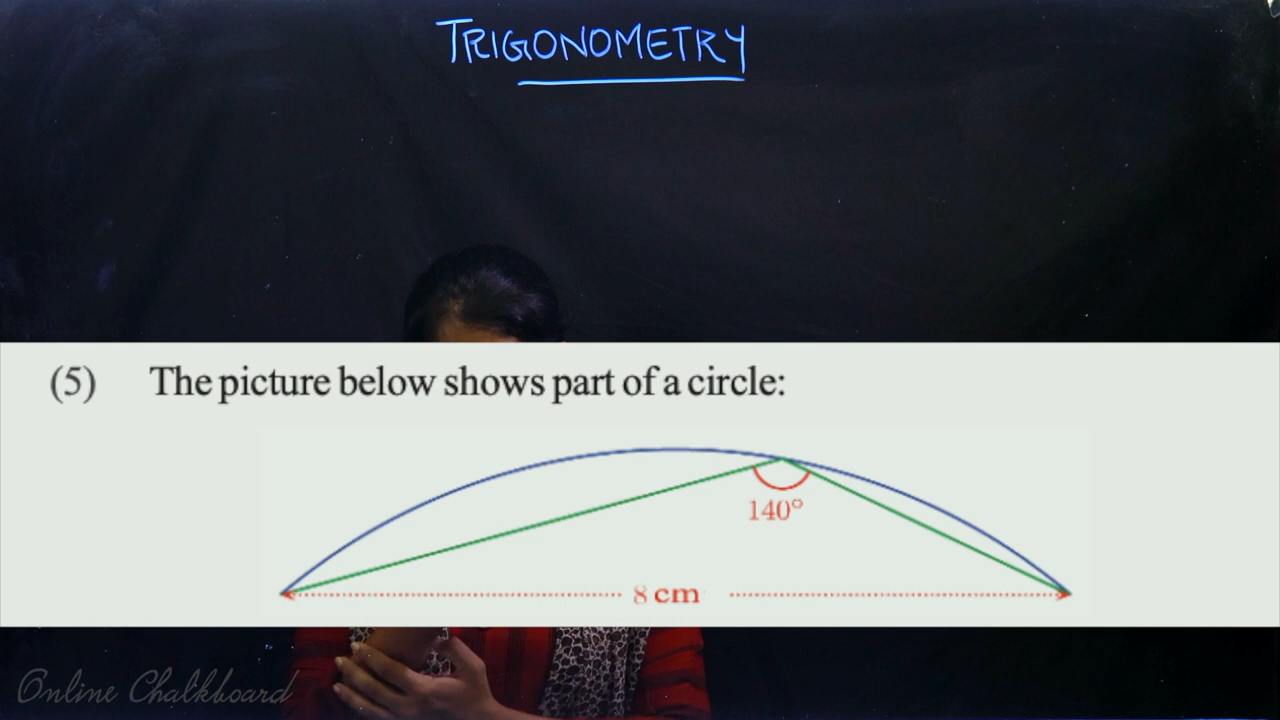 TRIGONOMETRY
(5) The picture below shows part of a circle:
140°
8 cm
Online Chalkboard